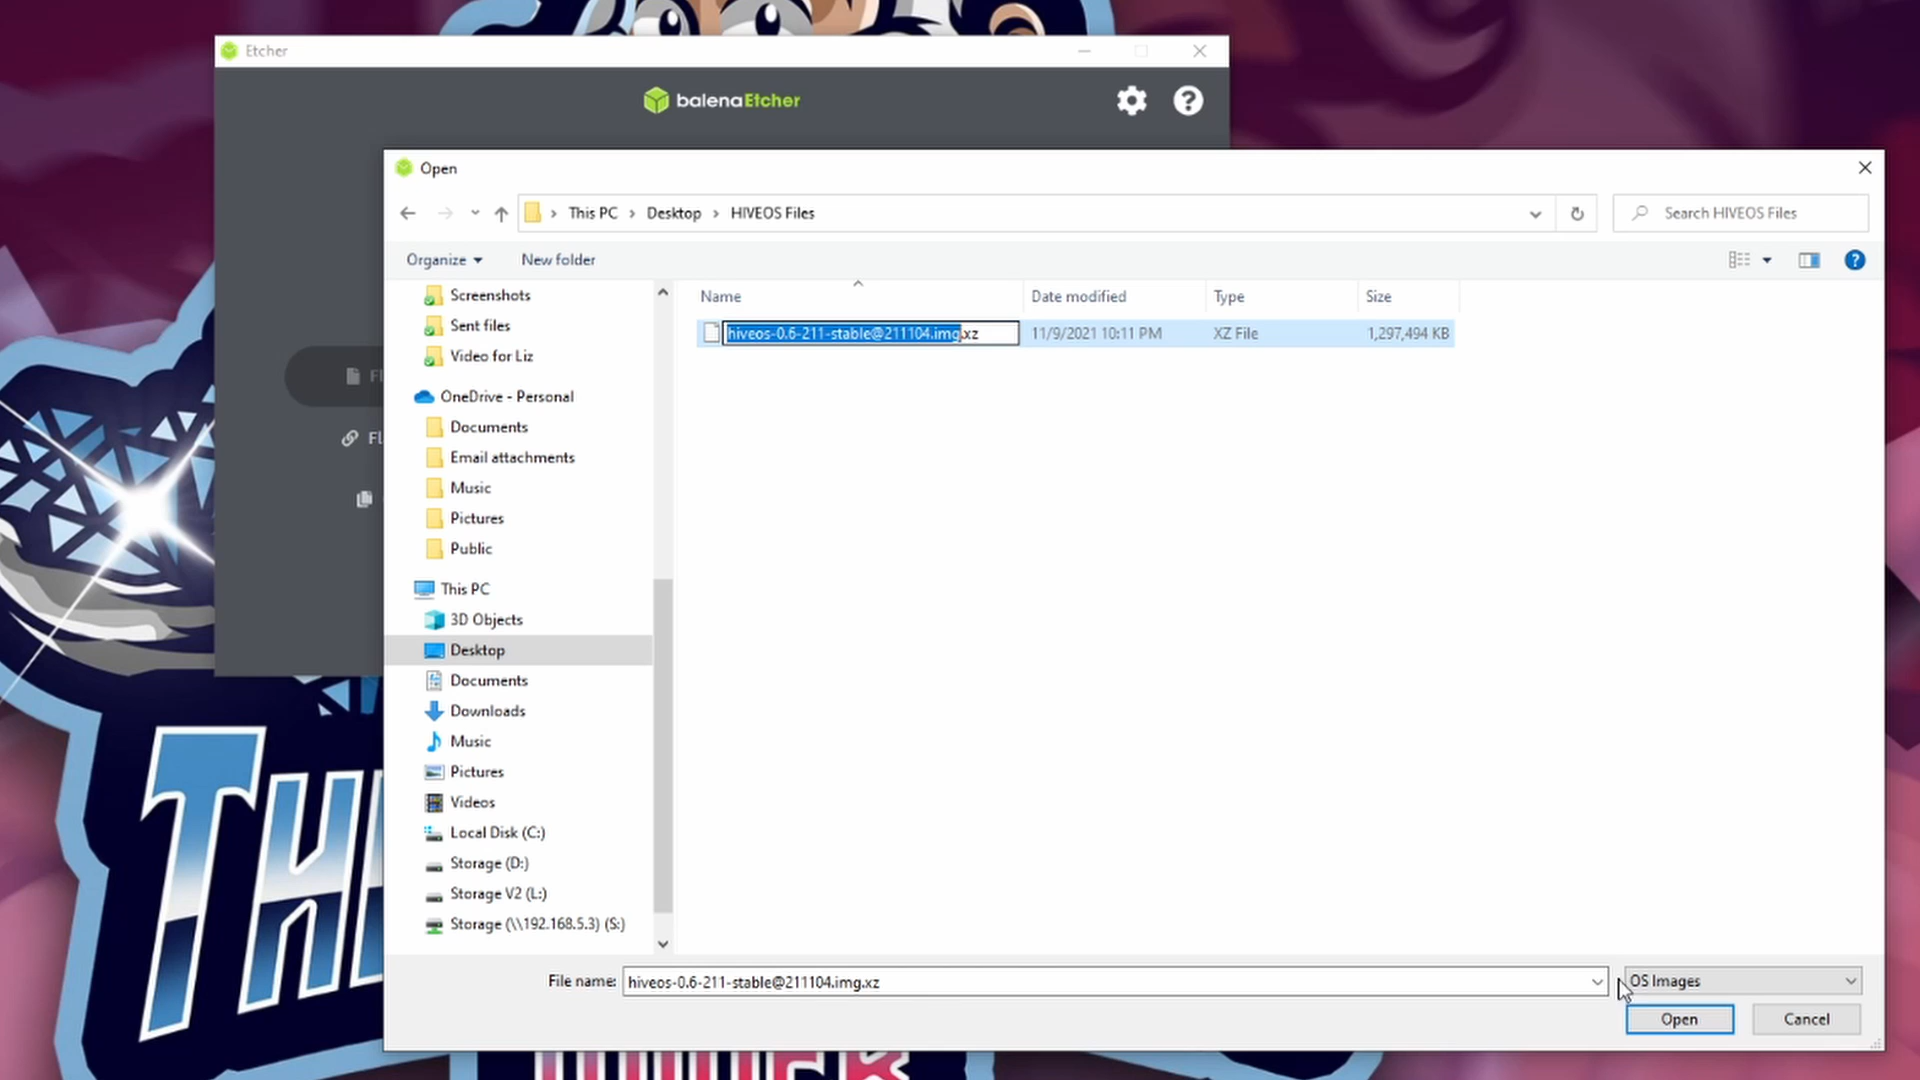 Etcher
balenaEtcher
Open
This PC > Desktop > HIVEOS Files
Search HIVEOS Files
Organize
New folder
Name
Date modified
Type
Size
hiveos-0.6-211-stable@211104.img.xz
11/9/2021 10:11 PM
XZ File
1,297,494 KB
Screenshots
Sent files
Video for Liz
OneDrive - Personal
Documents
Email attachments
Music
Pictures
Public
This PC
3D Objects
Desktop
Documents
Downloads
Music
Pictures
Videos
Local Disk (C:)
Storage (D:)
Storage V2 (L:)
Storage (\\192.168.5.3) (S:)
File name:
hiveos-0.6-211-stable@211104.img.xz
OS Images
Open
Cancel